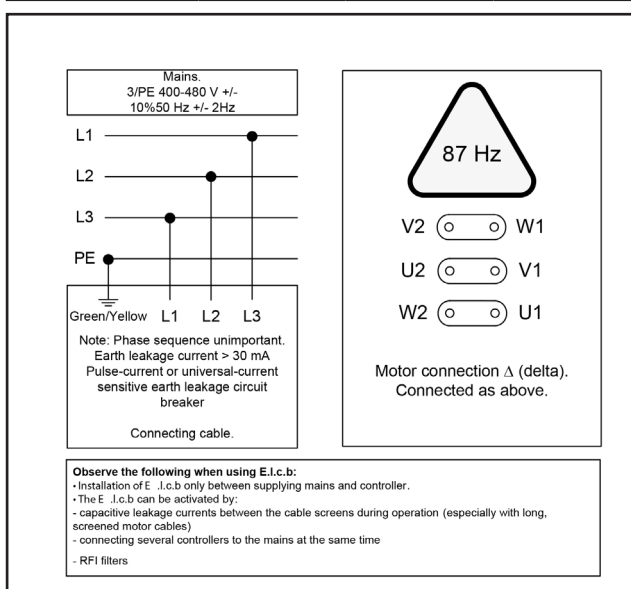 Mains.
3/PE 400-480 V +/-
10%50 Hz +/- 2Hz
L1
L2
L3
PE
Green/Yellow L1 L2 L3
Note: Phase sequence unimportant.
Earth leakage current > 30 mA
Pulse-current or universal-current
sensitive earth leakage circuit
breaker
Connecting cable.
87 Hz
V2 W1
U2 V1
W2 U1
Motor connection Δ (delta).
Connected as above.
Observe the following when using E.l.c.b:
• Installation of E .l.c.b only between supplying mains and controller.
• The E .l.c.b can be activated by:
- capacitive leakage currents between the cable screens during operation (especially with long,
screened motor cables)
- connecting several controllers to the mains at the same time
- RFI filters